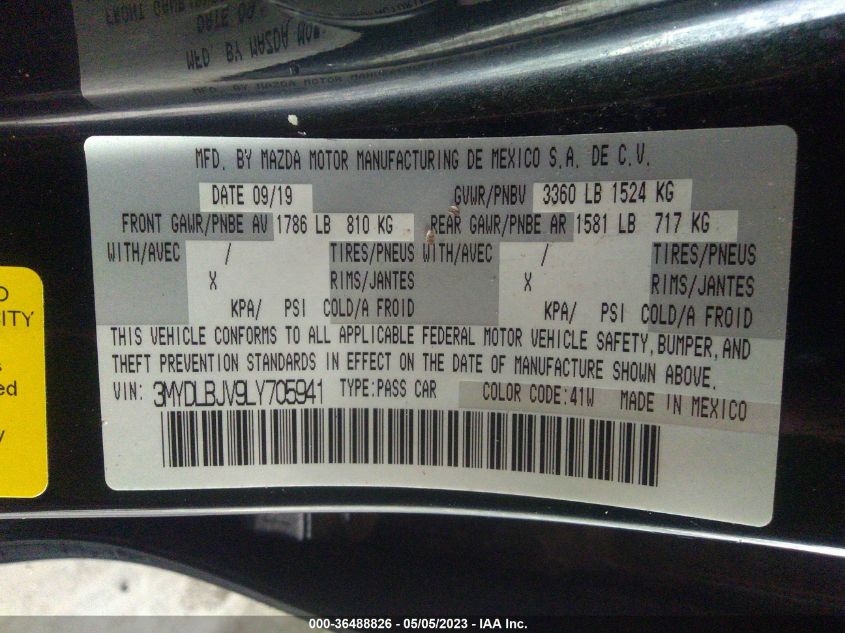 MFD. BY MAZDA MOTOR MANUFACTURING DE MEXICO S.A. DE C.V.
DATE 09/19 GVWR/PNBV 3360 LB 1524 KG
FRONT GAWR/PNBE AV 1786 LB 810 KG REAR GAWR/PNBE AR 1581 LB 717 KG
WITH/AVEC / TIRES/PNEUS WITH/AVEC / TIRES/PNEUS
X RIMS/JANTES X RIMS/JANTES
KPA/ PSI COLD/A FROID KPA/ PSI COLD/A FROID
THIS VEHICLE CONFORMS TO ALL APPLICABLE FEDERAL MOTOR VEHICLE SAFETY, BUMPER, AND
THEFT PREVENTION STANDARDS IN EFFECT ON THE DATE OF MANUFACTURE SHOWN ABOVE.
VIN: 3MYDLBJV9LY705941 TYPE:PASS CAR COLOR CODE:41W MADE IN MEXICO
000-36488826 - 05/05/2023 - IAA Inc.